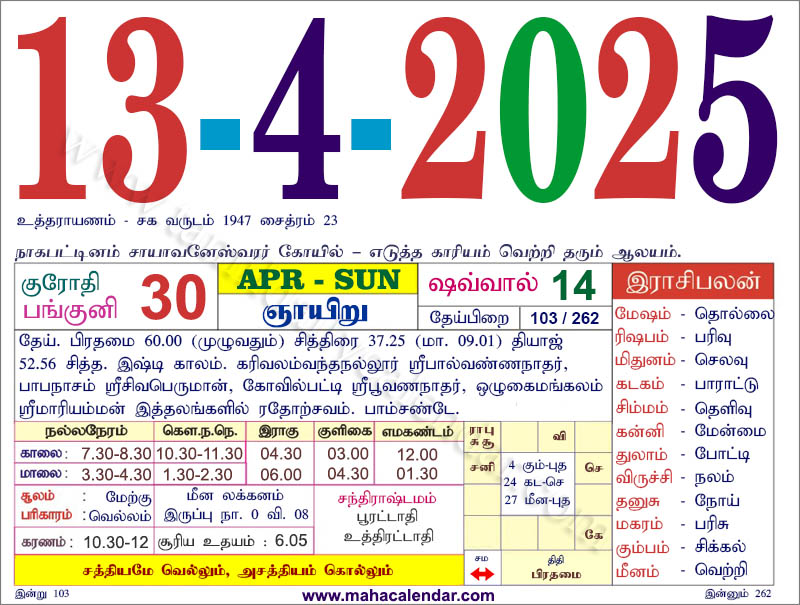 13-4-2025
உத்தராயணம் - சக வருடம் 1947 சைத்ரம் 23
நாகபட்டினம் சாயாவனேஸ்வரர் கோயில் – எடுத்த காரியம் வெற்றி தரும் ஆலயம்.
குரோதி
பங்குனி 30
APR - SUN
ஞாயிறு
ஷவ்வால் 14
தேய்பிறை 103 / 262
தேய். பிரதமை 60.00 (முழுவதும்) சித்திரை 37.25 (மா. 09.01) தியாஜ்
52.56 சித்த. இஷ்டி காலம். கரிவலம்வந்தநல்லூர் ஸ்ரீபால்வண்ணநாதர்,
பாபநாசம் ஸ்ரீசிவபெருமான், கோவில்பட்டி ஸ்ரீபூவணநாதர், ஒழுகைமங்கலம்
ஸ்ரீமாரியம்மன் இத்தலங்களில் ரதோற்சவம். பாம்சண்டே.
நல்லநேரம் கௌ.ந.நெ. இராகு குளிகை எமகண்டம்
காலை: 7.30-8.30 10.30-11.30 04.30 03.00 12.00
மாலை: 3.30-4.30 1.30-2.30 06.00 04.30 01.30
சூலம் : மேற்கு
பரிகாரம் : வெல்லம்
மீன லக்கனம்
இருப்பு நா. 0 வி. 08
சந்திராஷ்டமம்
பூரட்டாதி
உத்திரட்டாதி
கரணம்: 10.30-12 சூரிய உதயம் : 6.05
சத்தியமே வெல்லும், அசத்தியம் கொல்லும்
ராபு
சுசூ
வி
சனி
4 கும்-புத
24 கட-செ
27 மீன-புத
செ
கே
சம
திதி
பிரதமை
இராசிபலன்
மேஷம் - தொல்லை
ரிஷபம் - பரிவு
மிதுனம் - செலவு
கடகம் - பாராட்டு
சிம்மம் - தெளிவு
கன்னி - மேன்மை
துலாம் - போட்டி
விருச்சி - நலம்
தனுசு - நோய்
மகரம் - பரிசு
கும்பம் - சிக்கல்
மீனம் - வெற்றி
இன்று 103
www.mahacalendar.com
இன்னும் 262